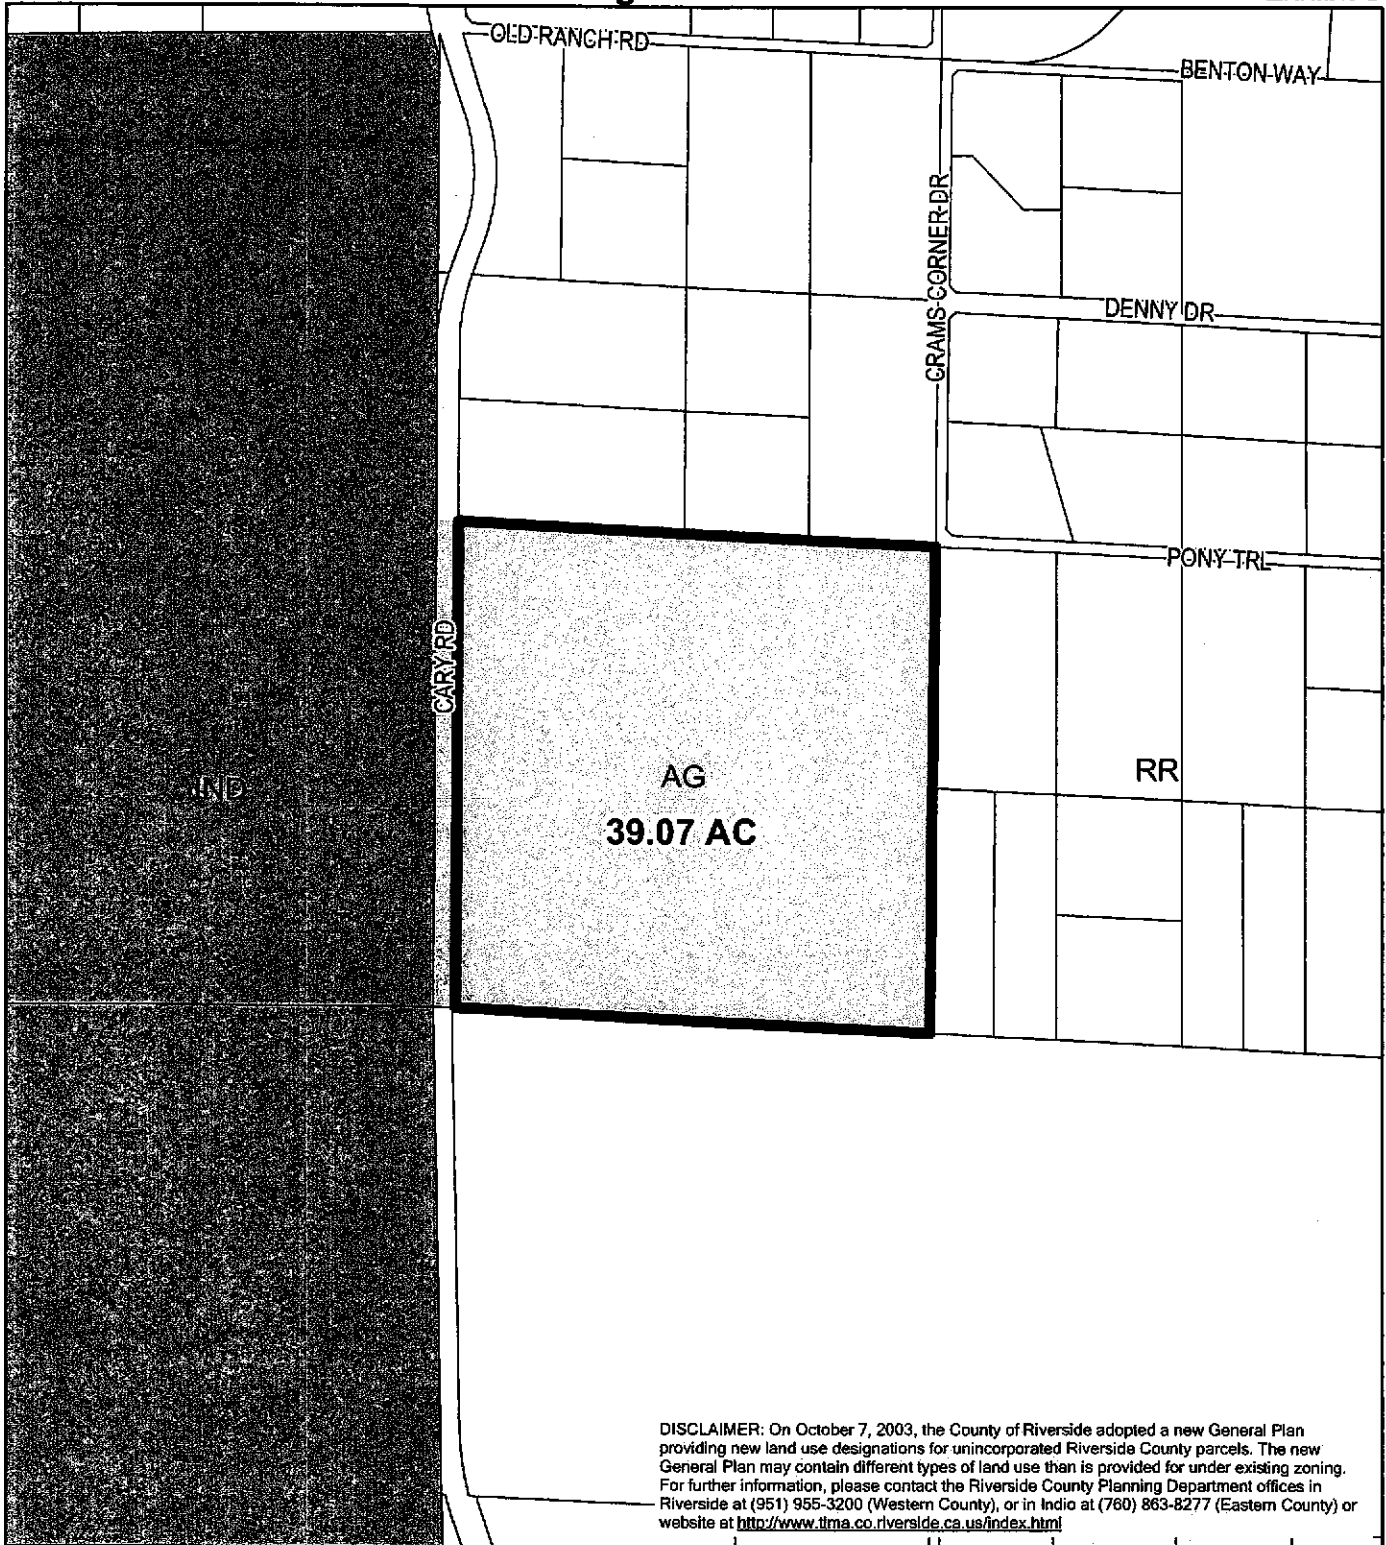 OLD RANCH RD
BENTON WAY
CRAMS CORNER DR
DENNY DR
PONY TRL
CARY RD
IND
AG
39.07 AC
RR
DISCLAIMER: On October 7, 2003, the County of Riverside adopted a new General Plan
providing new land use designations for unincorporated Riverside County parcels. The new
General Plan may contain different types of land use than is provided for under existing zoning.
For further information, please contact the Riverside County Planning Department offices in
Riverside at (951) 955-3200 (Western County), or in Indio at (760) 863-8277 (Eastern County) or
website at http://www.tlma.co.riverside.ca.us/index.html